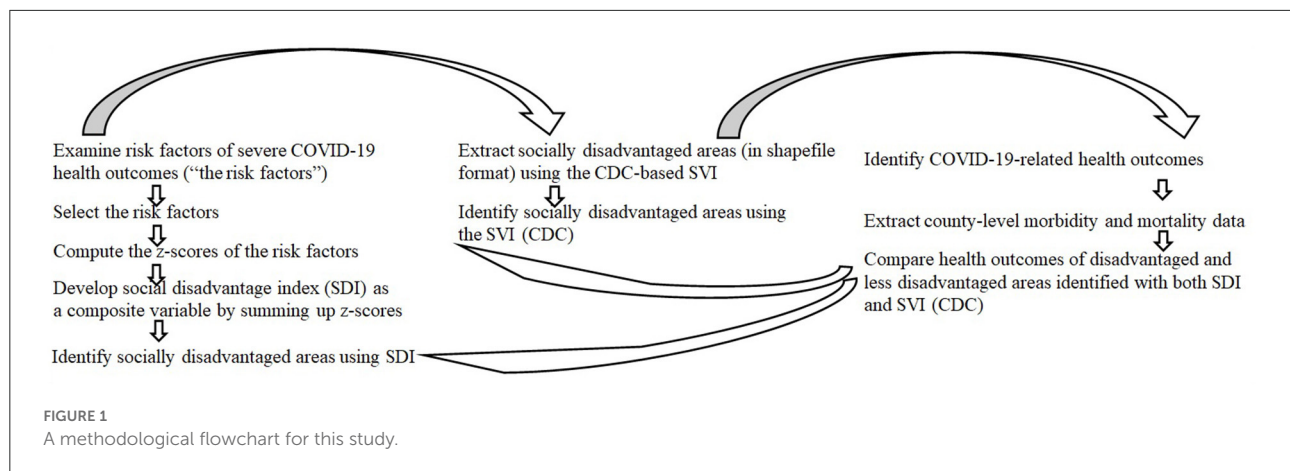 Examine risk factors of severe COVID-19
health outcomes (“the risk factors”)
Select the risk factors
Compute the z-scores of the risk factors
Develop social disadvantage index (SDI) as
a composite variable by summing up z-scores
Identify socially disadvantaged areas using SDI
Extract socially disadvantaged areas (in shapefile
format) using the CDC-based SVI
Identify socially disadvantaged areas using
the SVI (CDC)
Identify COVID-19-related health outcomes
Extract county-level morbidity and mortality data
Compare health outcomes of disadvantaged and
less disadvantaged areas identified with both SDI
and SVI (CDC)
FIGURE 1
A methodological flowchart for this study.